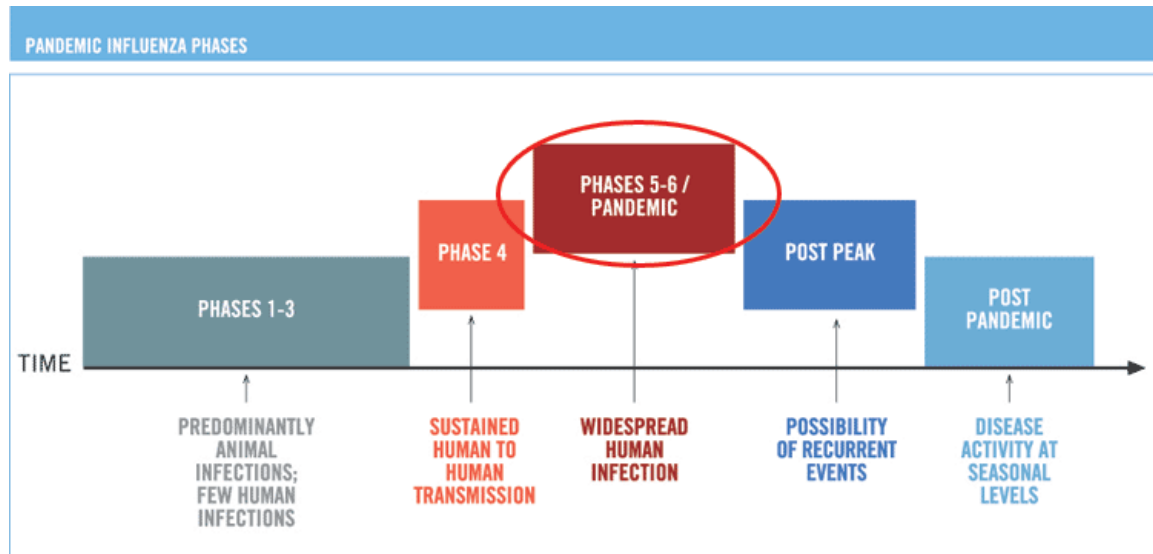 PANDEMIC INFLUENZA PHASES
PHASES 5-6 /
PANDEMIC
PHASE 4
POST PEAK
PHASES 1-3
POST
PANDEMIC
TIME
PREDOMINANTLY
ANIMAL
INFECTIONS;
FEW HUMAN
INFECTIONS
SUSTAINED
HUMAN TO
HUMAN
TRANSMISSION
WIDESPREAD
HUMAN
INFECTION
POSSIBILITY
OF RECURRENT
EVENTS
DISEASE
ACTIVITY AT
SEASONAL
LEVELS